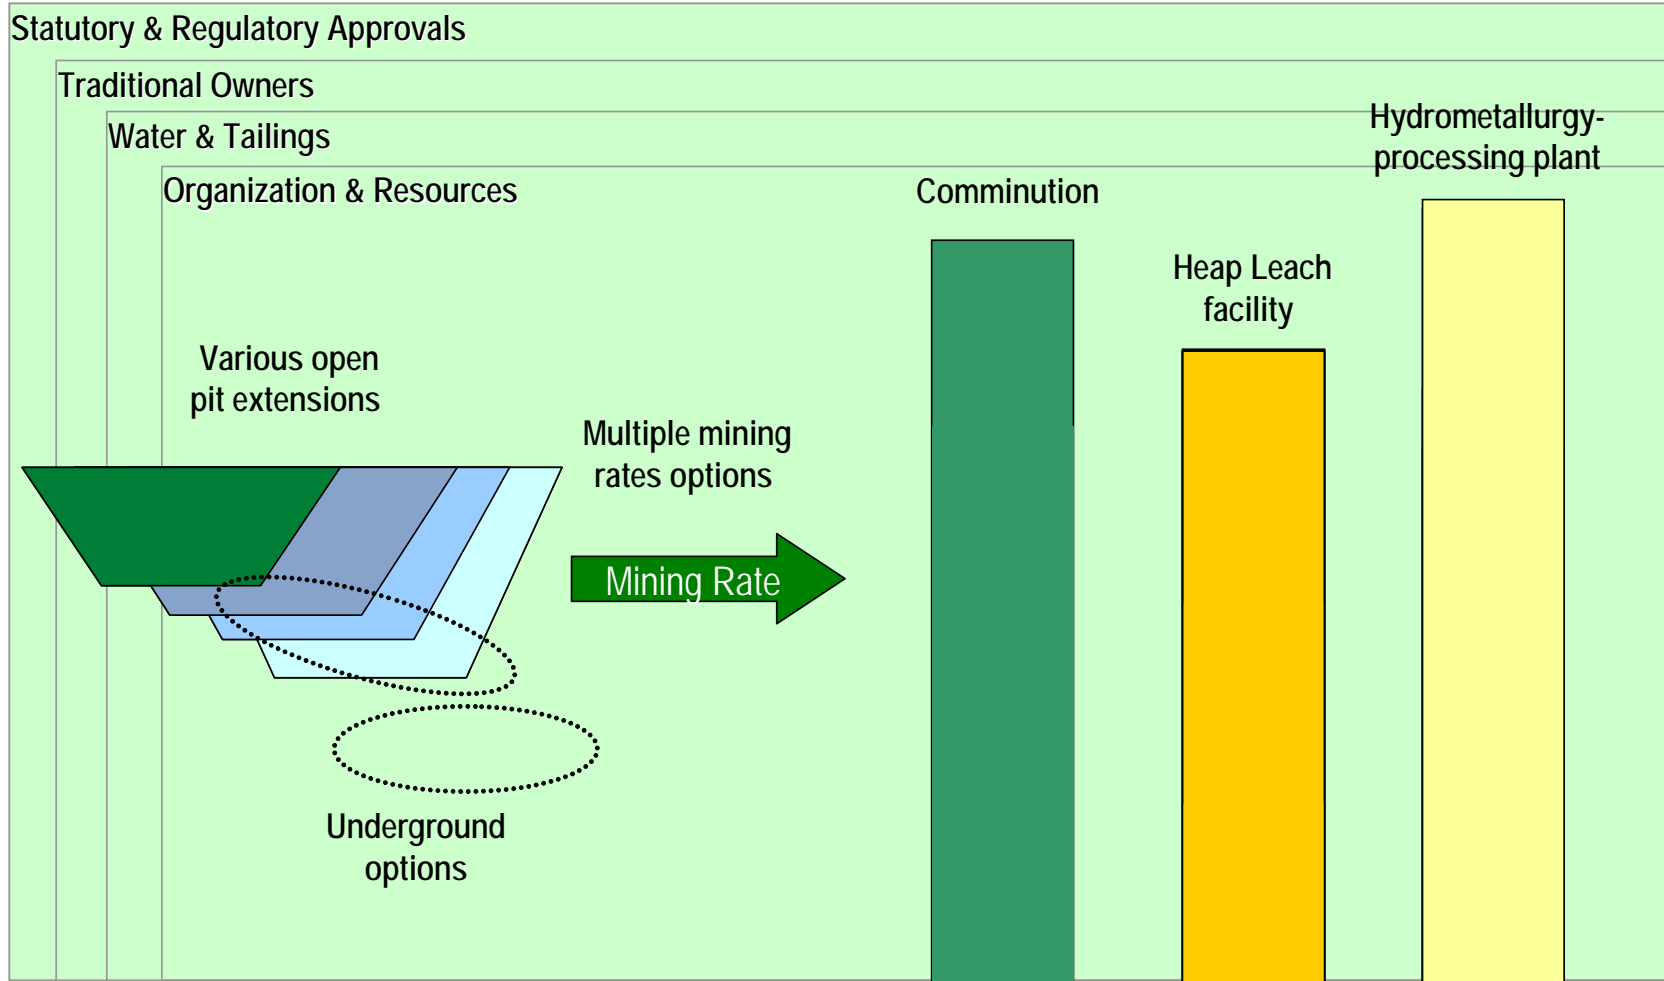 Statutory & Regulatory Approvals
Traditional Owners
Water & Tailings
Organization & Resources
Hydrometallurgy-
processing plant
Comminution
Heap Leach
facility
Various open
pit extensions
Multiple mining
rates options
Mining Rate
Underground
options